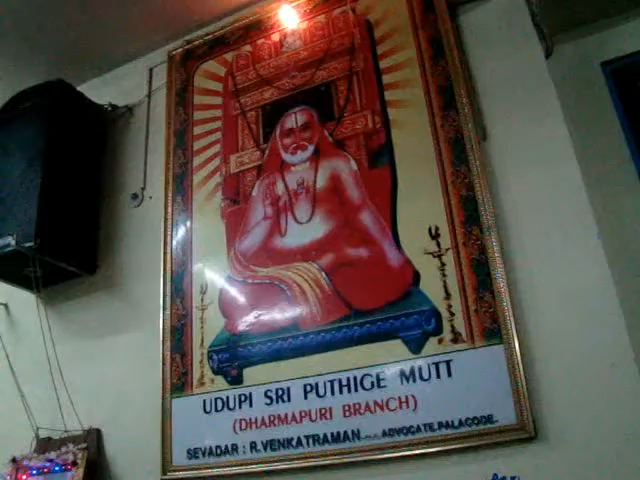 UDUPI SRI PUTHIGE MUTT
(DHARMAPURI BRANCH)
SEVADAR : R.VENKATRAMAN ADVOCATE, PALACODE.